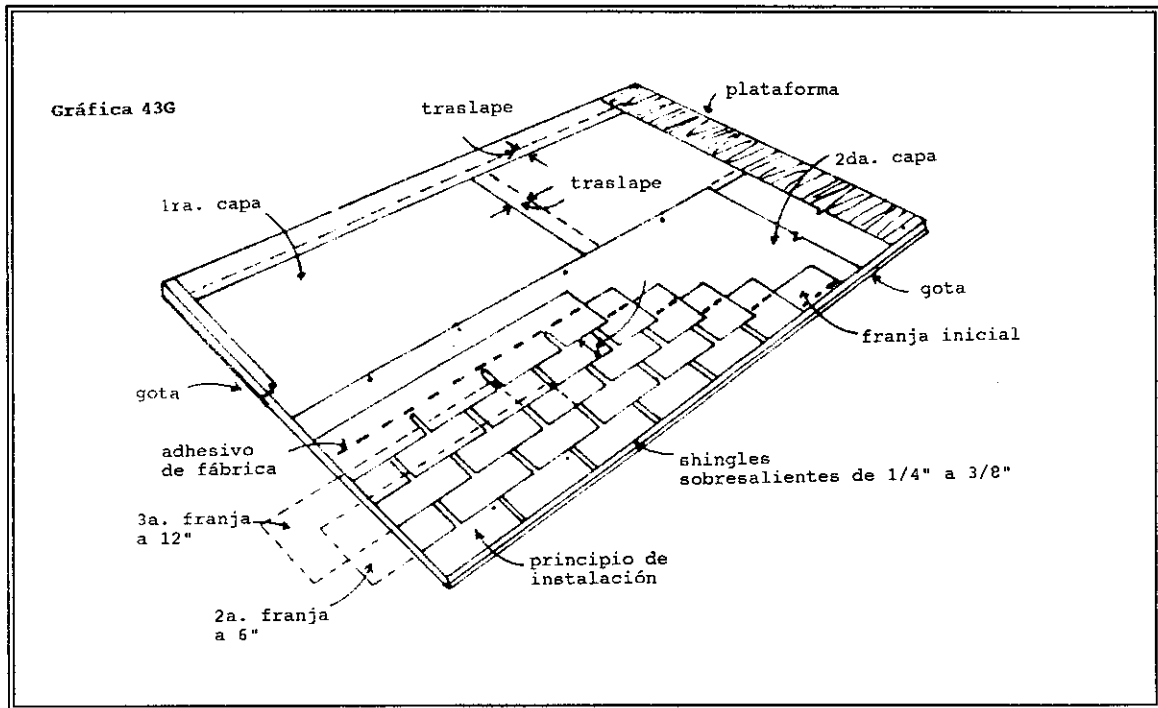 Gráfica 43G
traslape
plataforma
2da. capa
traslape
1ra. capa
gota
franja inicial
gota
adhesivo
de fábrica
shingles
sobresalientes de 1/4" a 3/8"
3a. franja
a 12"
principio de
instalación
2a. franja
a 6"